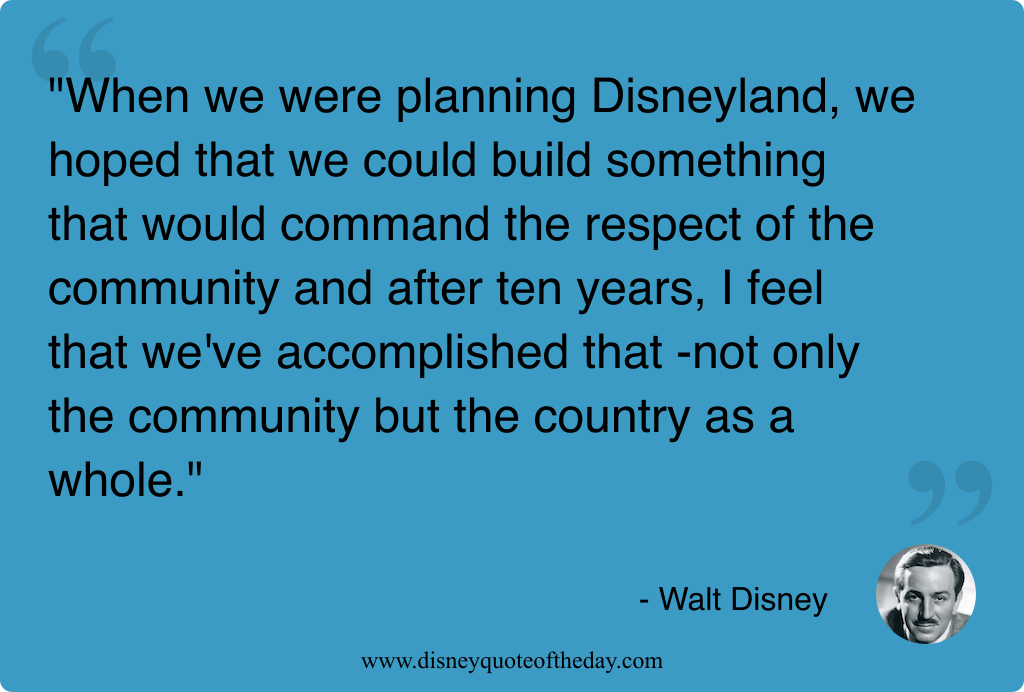 "When we were planning Disneyland, we
hoped that we could build something
that would command the respect of the
community and after ten years, I feel
that we've accomplished that -not only
the community but the country as a
whole."
- Walt Disney
www.disneyquoteoftheday.com